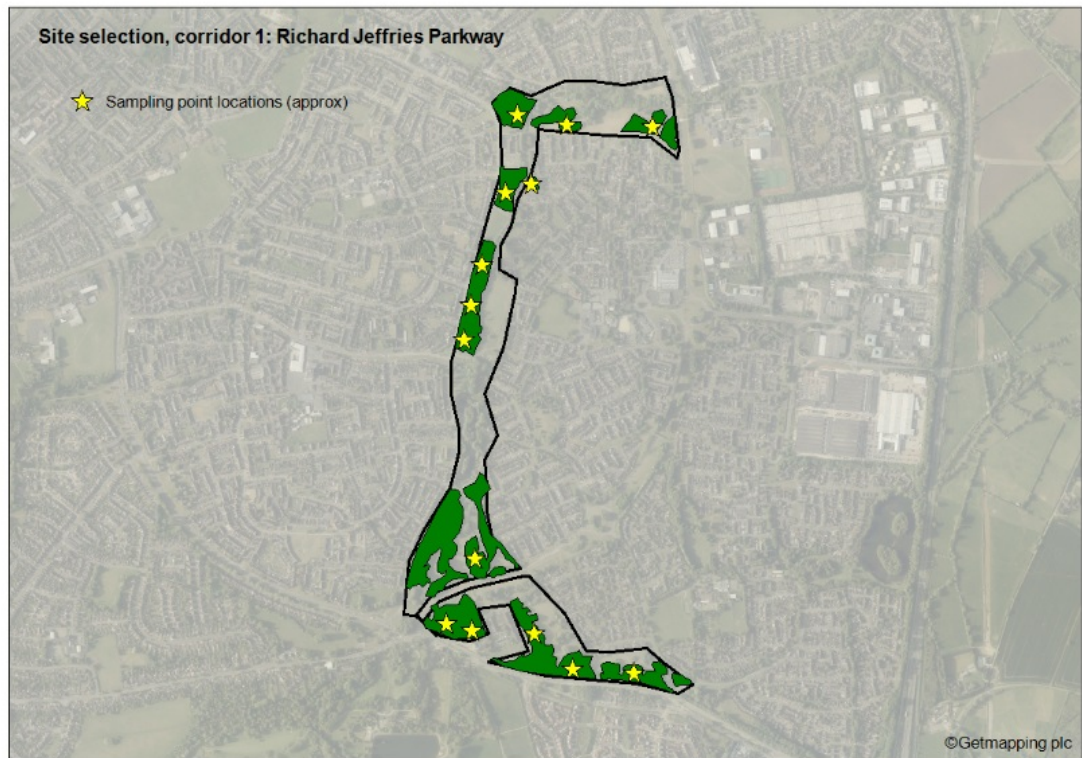 Site selection, corridor 1: Richard Jeffries Parkway
Sampling point locations (approx)
©Getmapping plc